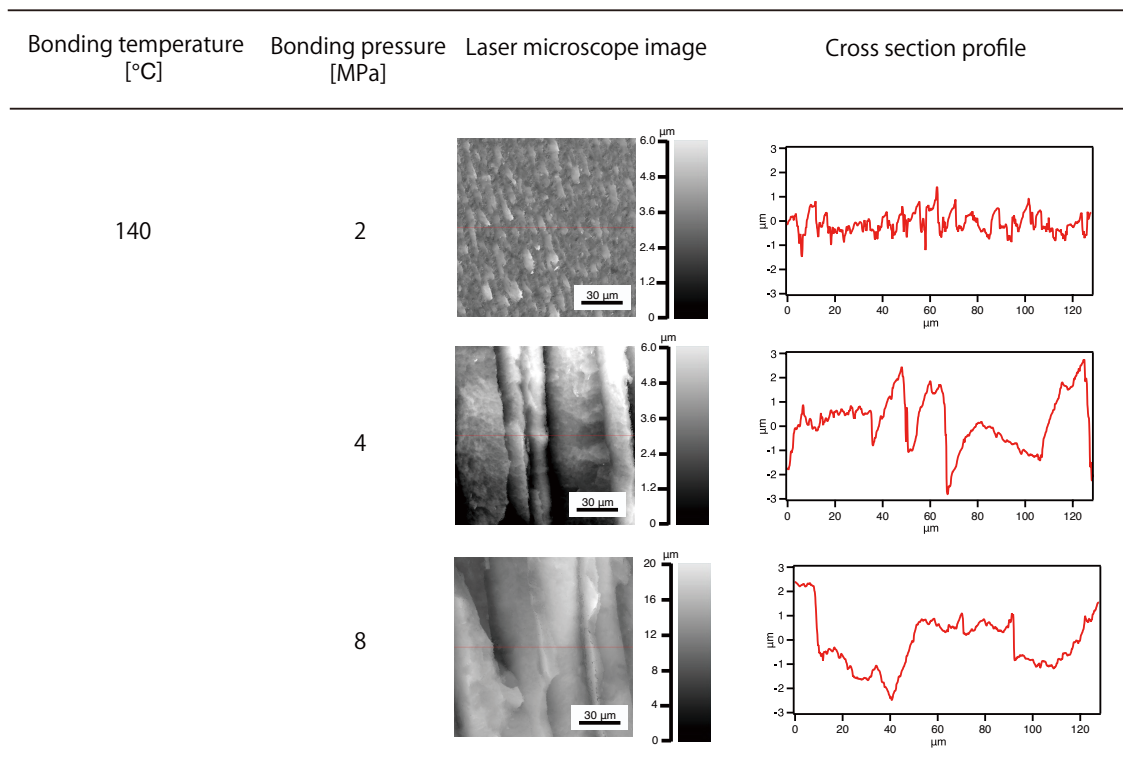 Bonding temperature Bonding pressure Laser microscope image Cross section profile
[°C] [MPa]
140 2
µm
6.0
4.8
3.6
2.4
1.2
0
30 µm
3
2
1
0
-1
-2
-3
µm
0 20 40 60 80 100 120
µm
4
6.0
4.8
3.6
2.4
1.2
0
30 µm
3
2
1
0
-1
-2
-3
µm
0 20 40 60 80 100 120
µm
8
µm
20
16
12
8
4
0
30 µm
3
2
1
0
-1
-2
-3
µm
0 20 40 60 80 100 120
µm